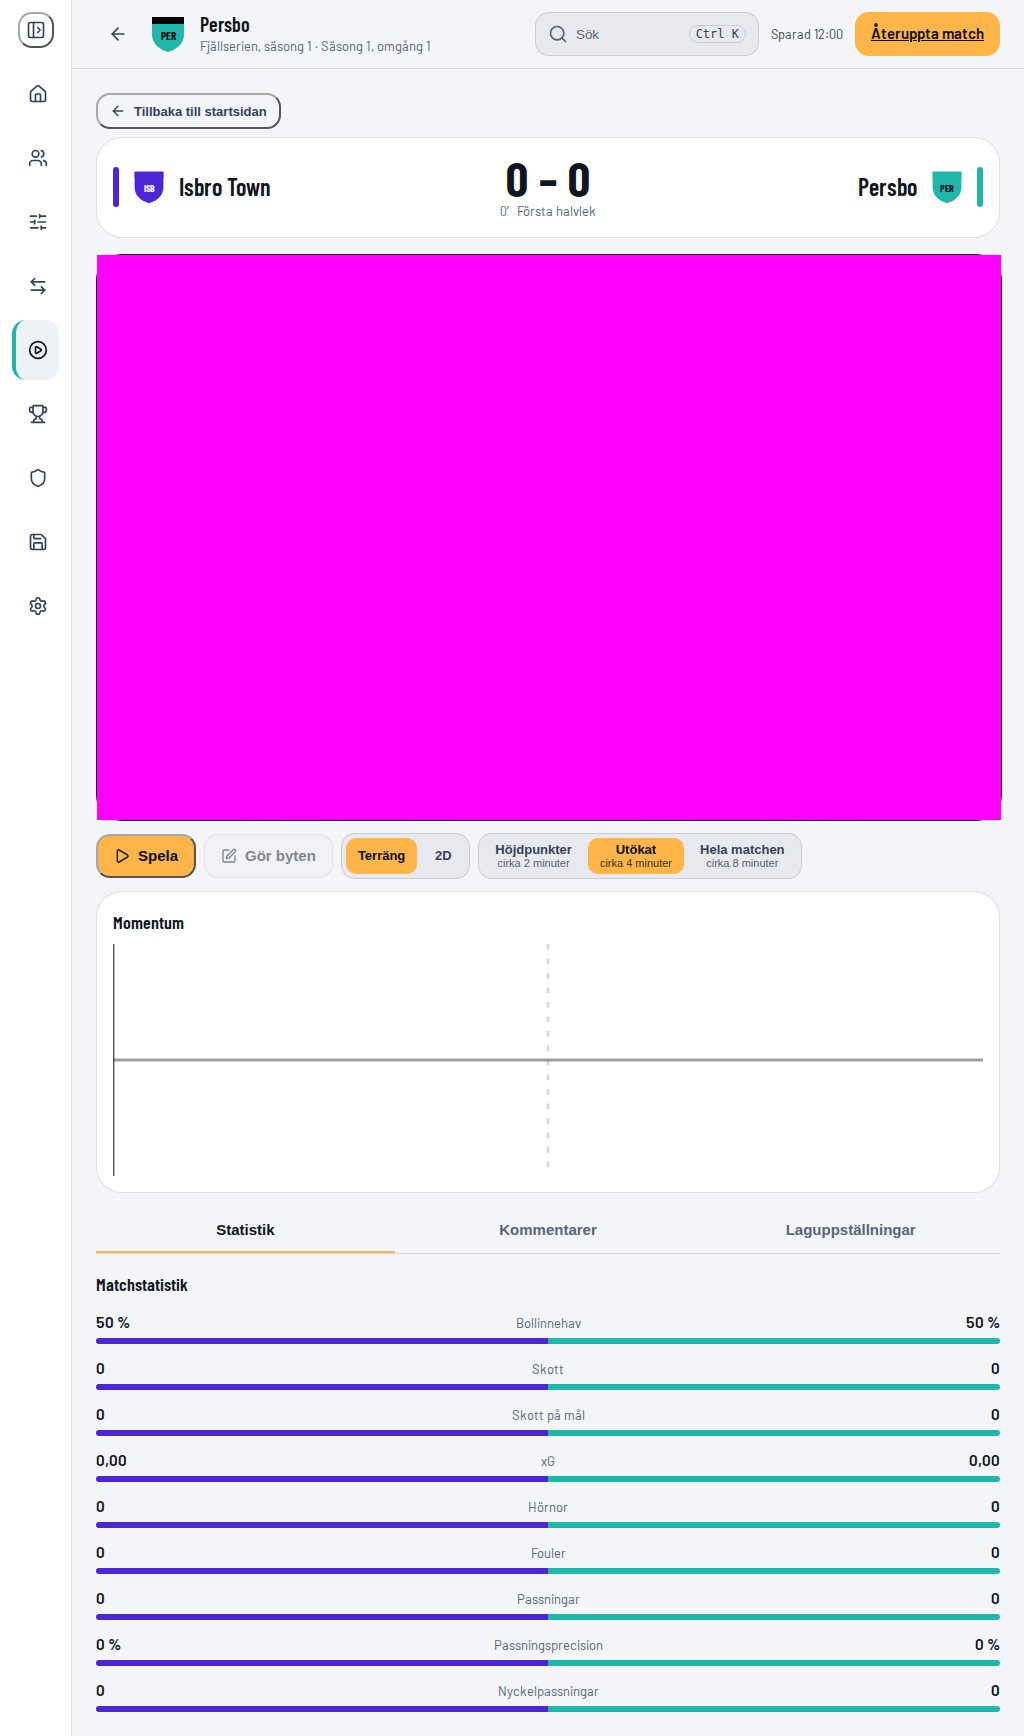 PER
Persbo
Fjällserien, säsong 1 · Säsong 1, omgång 1
Sök
Ctrl K
Sparad 12:00
Återuppta match
Tillbaka till startsidan
ISB
Isbro Town
0 – 0
0′ Första halvlek
Persbo
PER
Spela
Gör byten
Terräng
2D
Höjdpunkter
cirka 2 minuter
Utökat
cirka 4 minuter
Hela matchen
cirka 8 minuter
Momentum
Statistik
Kommentarer
Laguppställningar
Matchstatistik
50 % Bollinnehav 50 %
0 Skott 0
0 Skott på mål 0
0,00 xG 0,00
0 Hörnor 0
0 Fouler 0
0 Passningar 0
0 % Passningsprecision 0 %
0 Nyckelpassningar 0